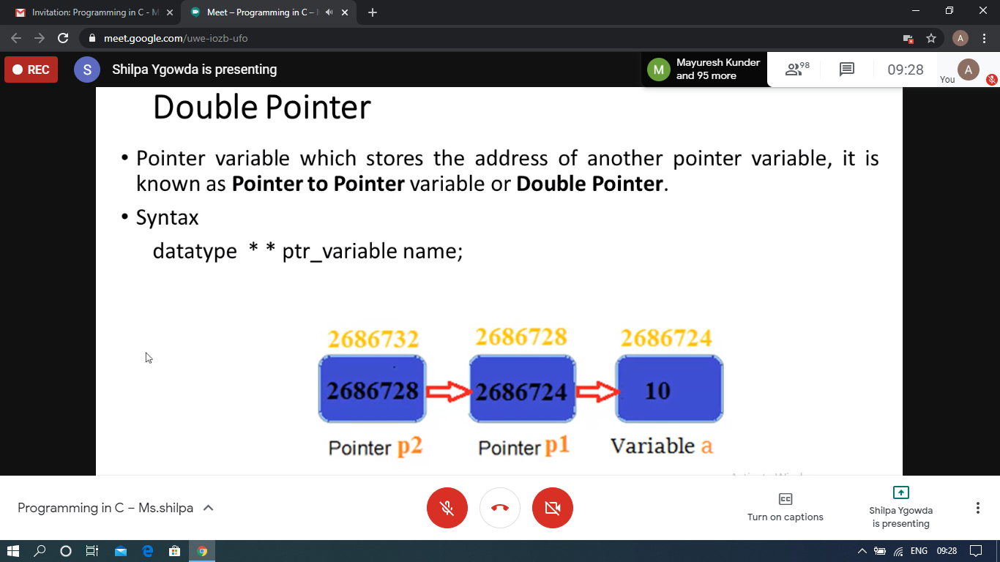 Invitation: Programming in C - M
Meet – Programming in C –
meet.google.com/uwe-iozb-ufo
A
REC
S
Shilpa Ygowda is presenting
M
Mayuresh Kunder
and 95 more
98
09:28
You
A
Double Pointer
• Pointer variable which stores the address of another pointer variable, it is
known as Pointer to Pointer variable or Double Pointer.
• Syntax
datatype * * ptr_variable name;
2686732 2686728 2686724
2686728 2686724 10
Pointer p2 Pointer p1 Variable a
Programming in C – Ms.shilpa
CC
Turn on captions
Shilpa Ygowda
is presenting
ENG 09:28